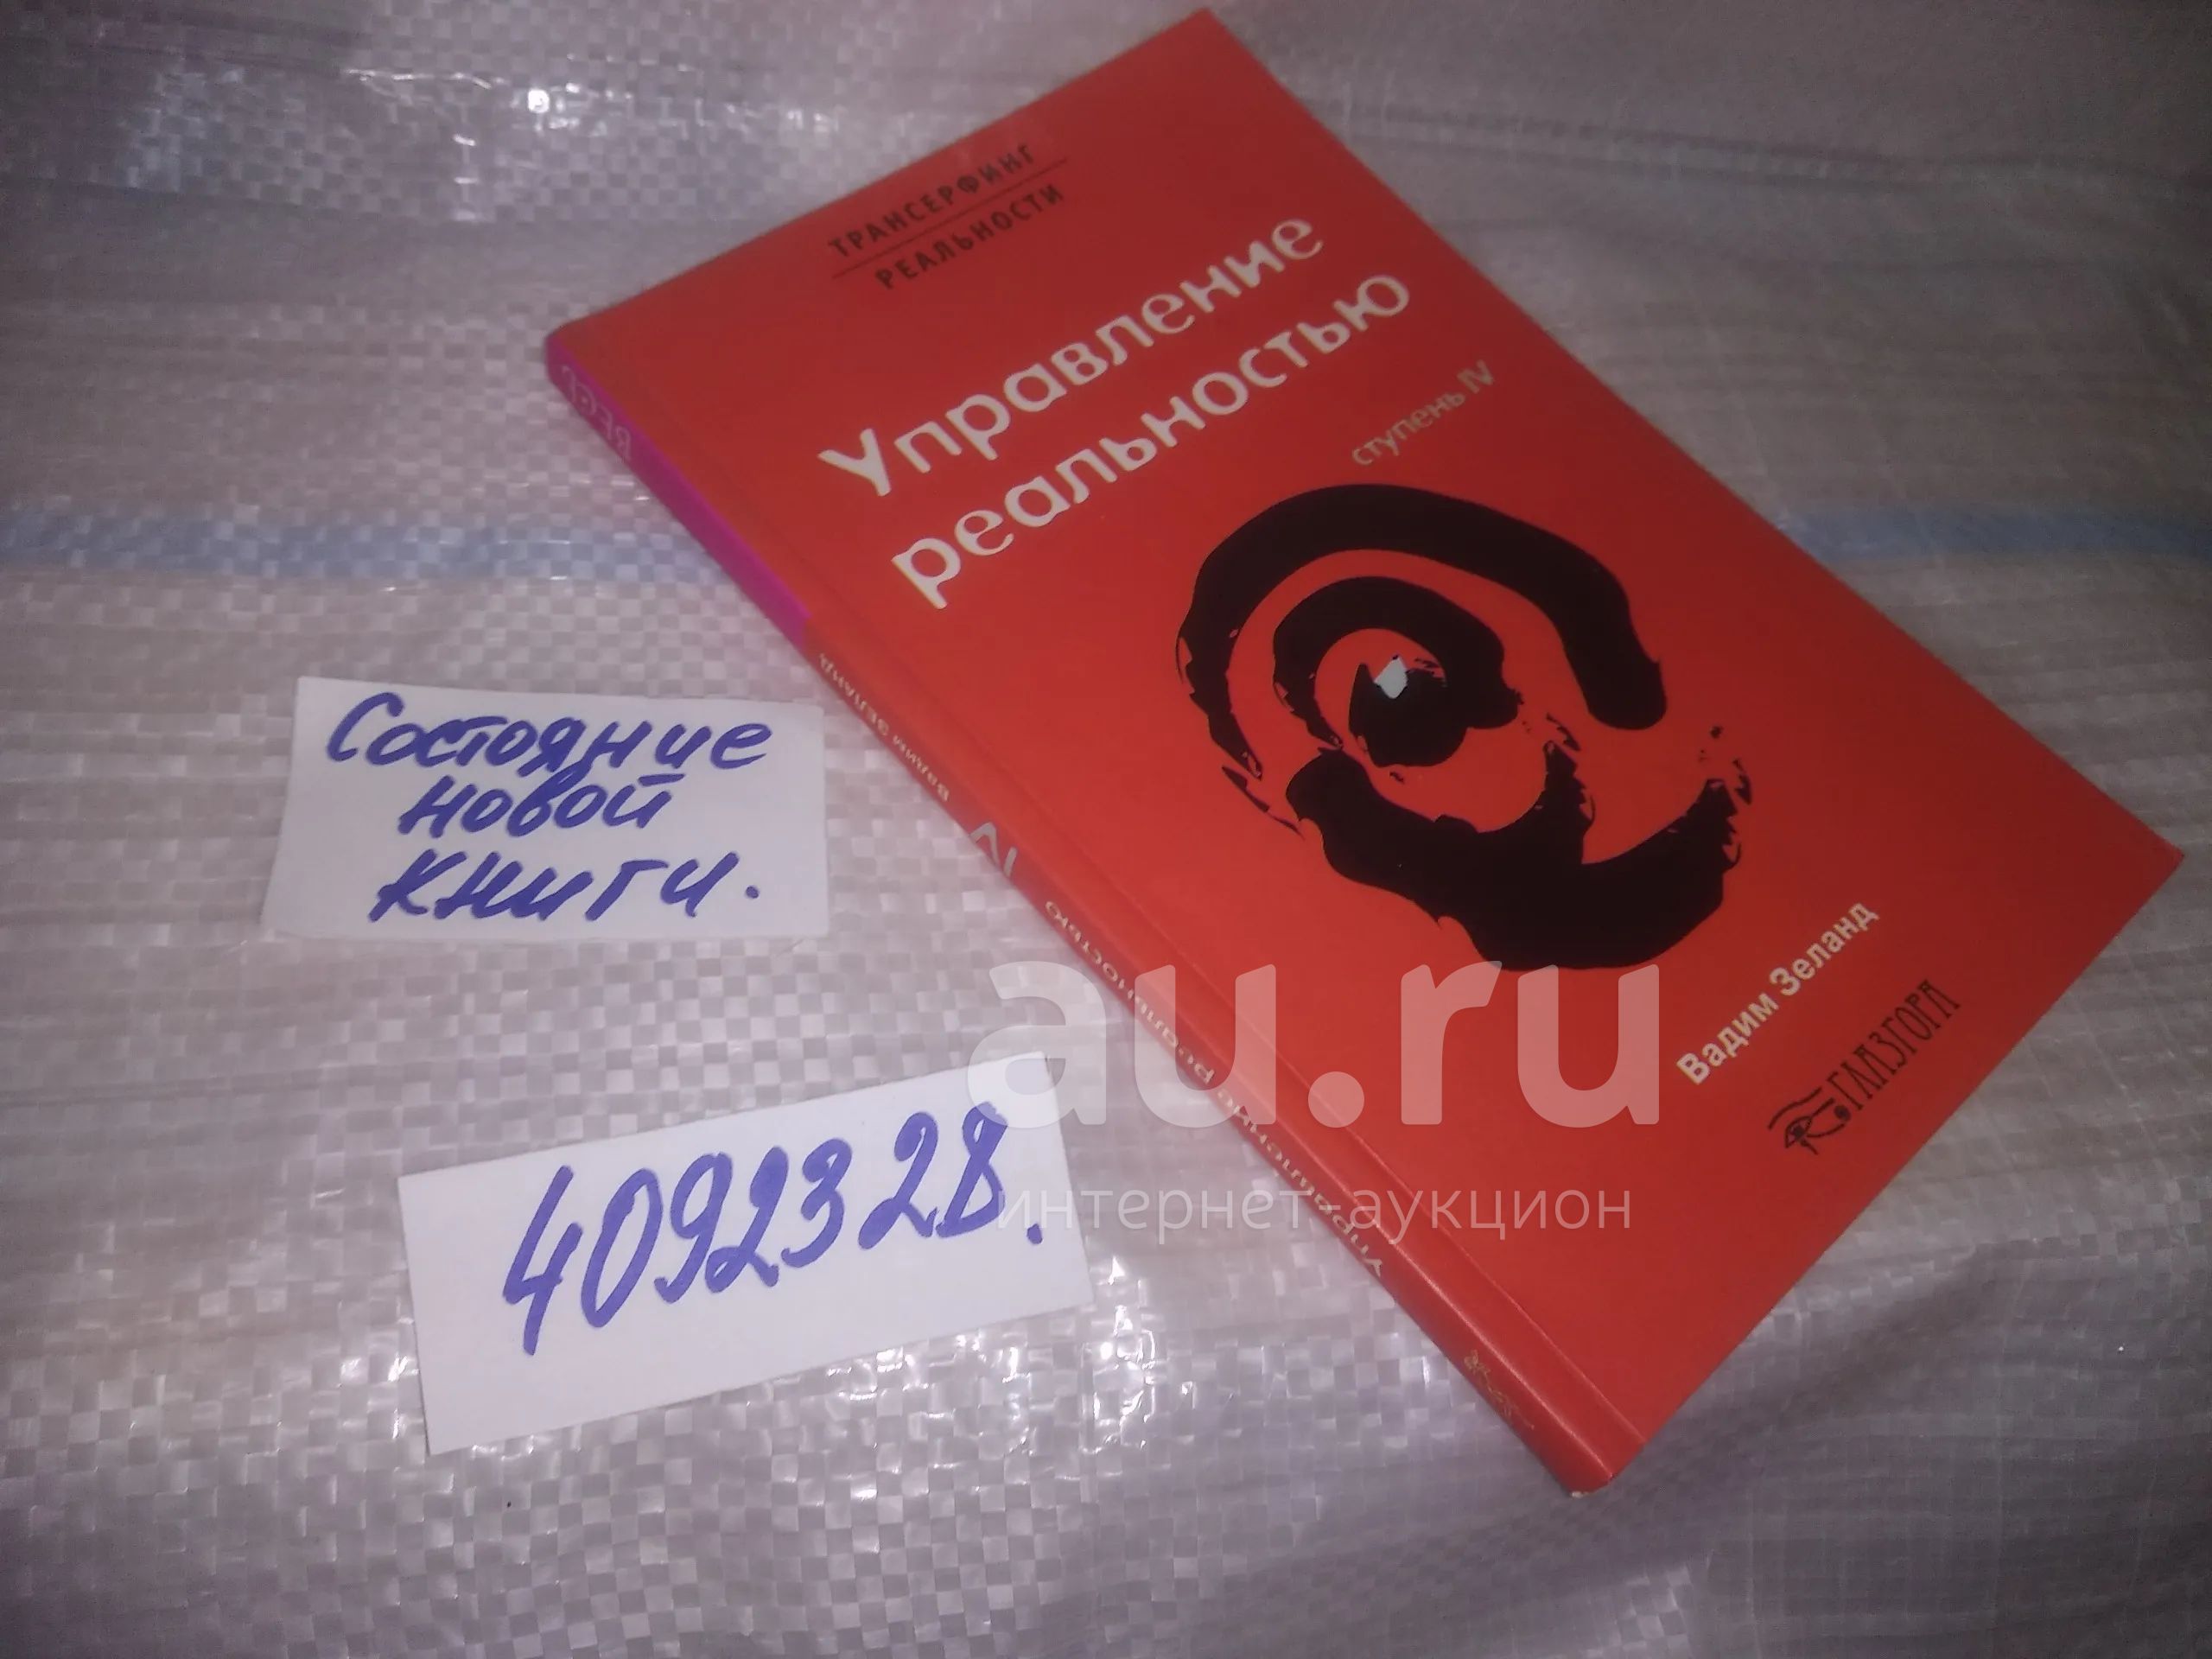 ТРАНСЕРФИНГ
РЕАЛЬНОСТИ
Управление
реальностью
ступень IV
Вадим Зеланд
ГЛАЗГОРА
ВЕСЬ
Вадим ЗЕЛАНД
IV
Управление реальностью
Состояние
новой
книги.
4092328.
au.ru
интернет-аукцион